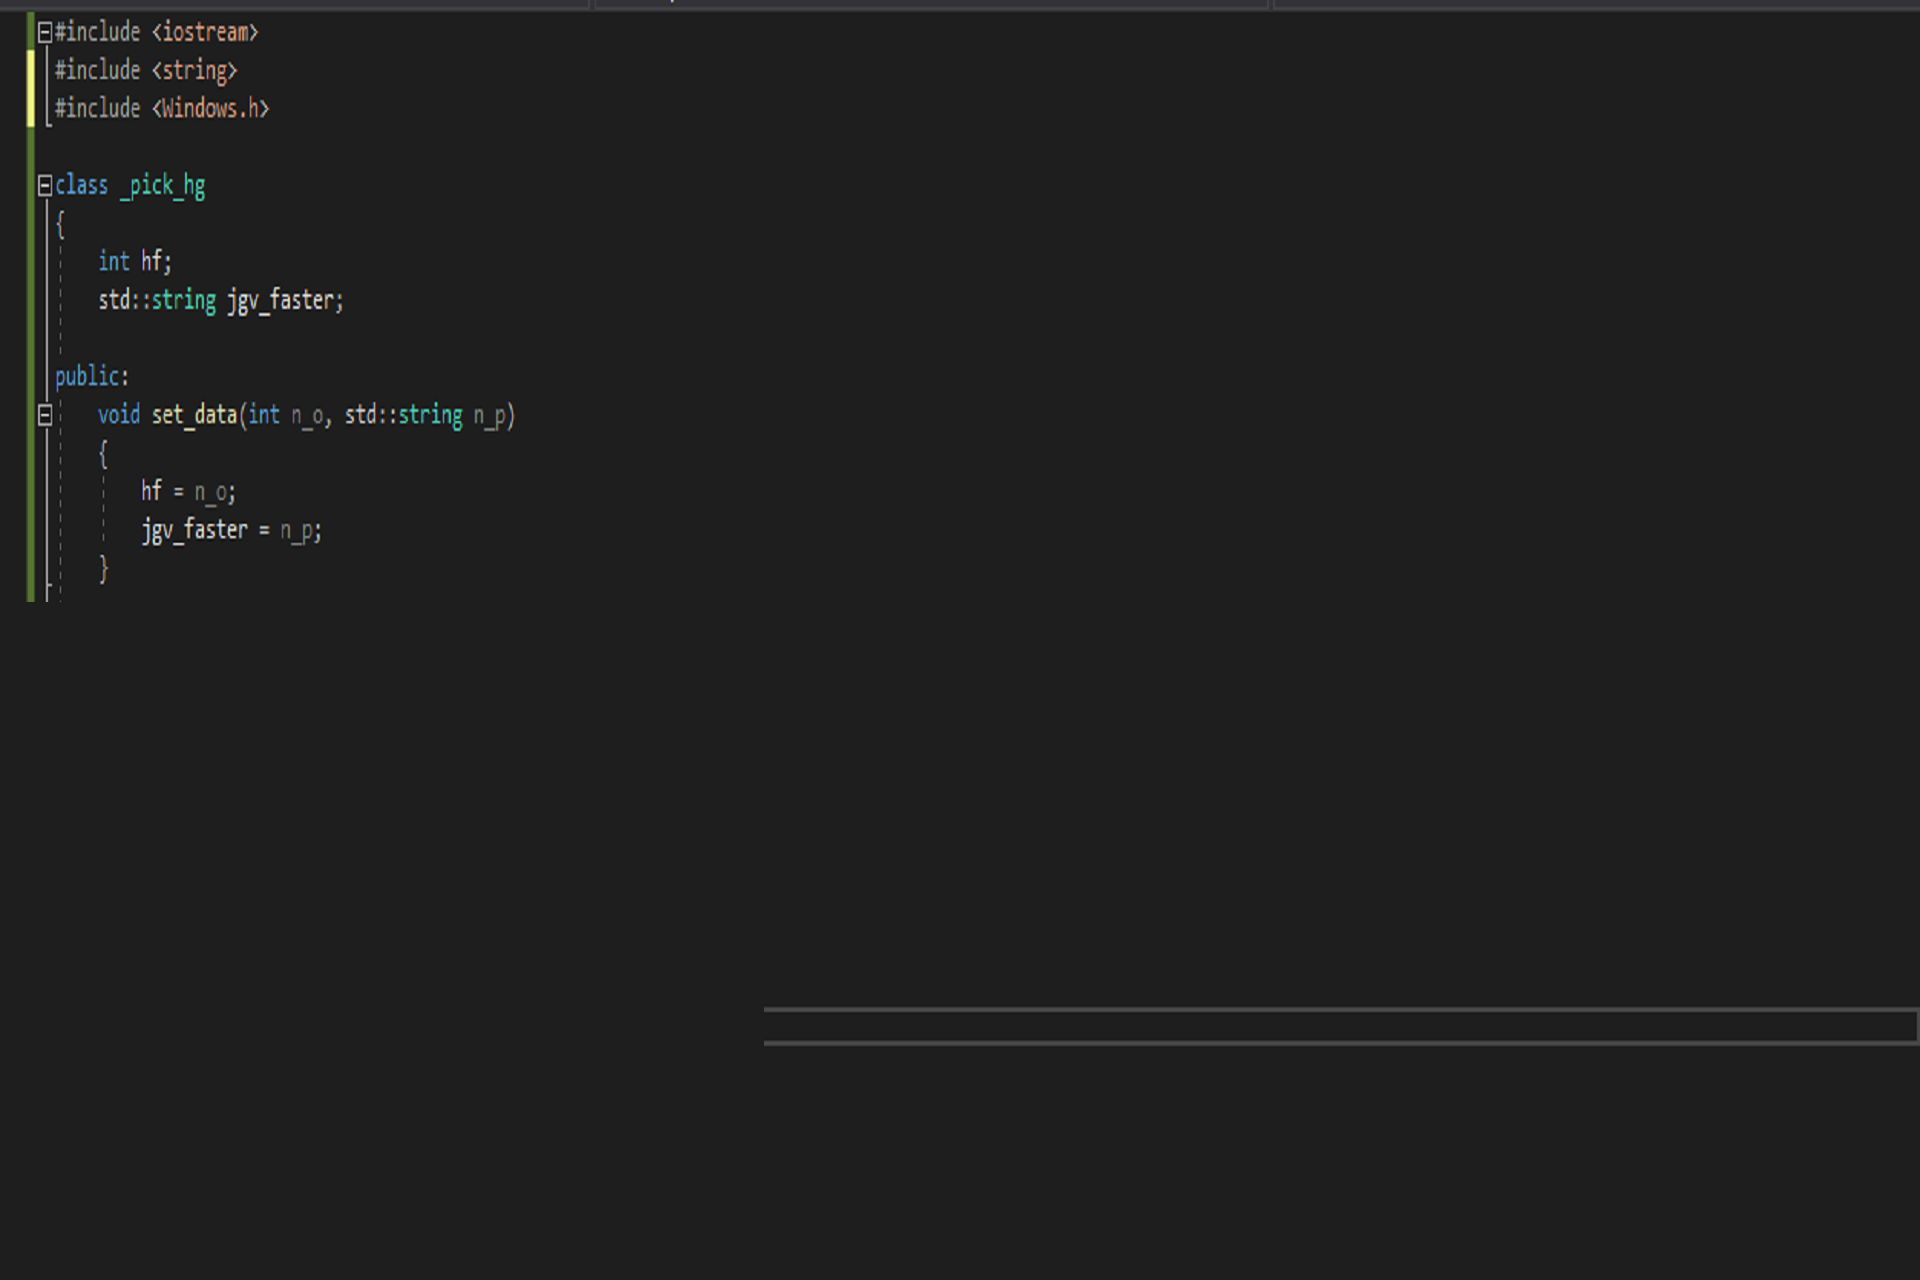 #include <iostream>
#include <string>
#include <Windows.h>
class _pick_hg
{
int hf;
std::string jgv_faster;
public:
void set_data(int n_o, std::string n_p)
{
hf = n_o;
jgv_faster = n_p;
}